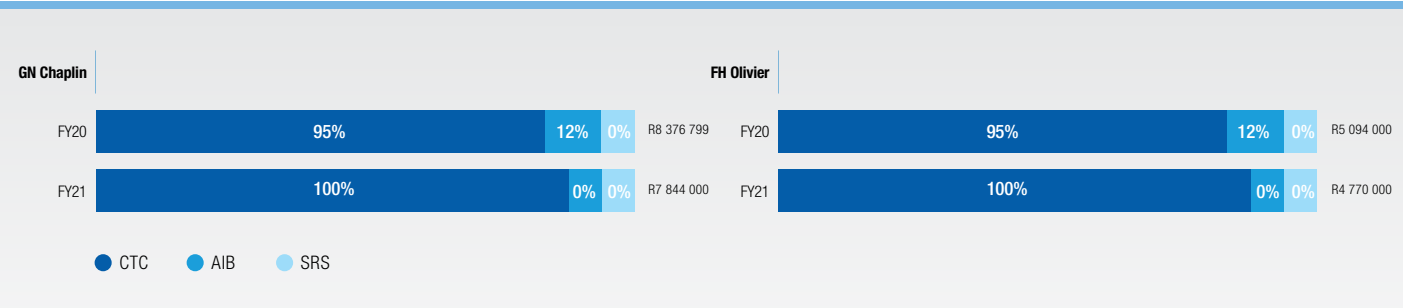 GN Chaplin
FY20 95% 12% 0% R8 376 799
FY21 100% 0% 0% R7 844 000
FH Olivier
FY20 95% 12% 0% R5 094 000
FY21 100% 0% 0% R4 770 000
CTC AIB SRS